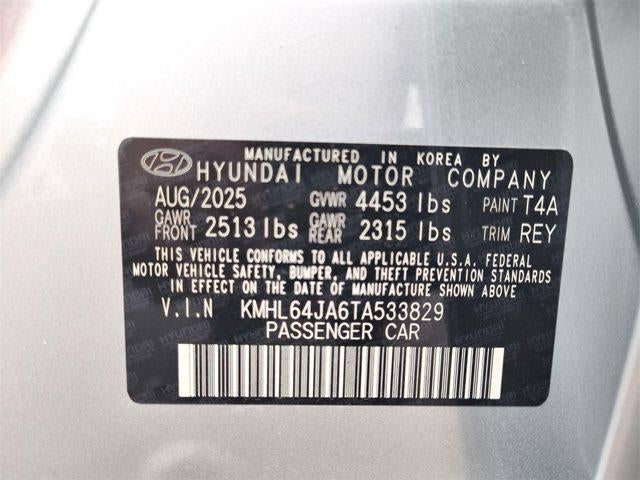 MANUFACTURED IN KOREA BY
HYUNDAI MOTOR COMPANY
AUG/2025 GVWR 4453 lbs PAINT T4A
GAWR FRONT 2513 lbs GAWR REAR 2315 lbs TRIM REY
THIS VEHICLE CONFORMS TO ALL APPLICABLE U.S.A. FEDERAL
MOTOR VEHICLE SAFETY, BUMPER, AND THEFT PREVENTION STANDARDS
IN EFFECT ON THE DATE OF MANUFACTURE SHOWN ABOVE
V.I.N KMHL64JA6TA533829
PASSENGER CAR